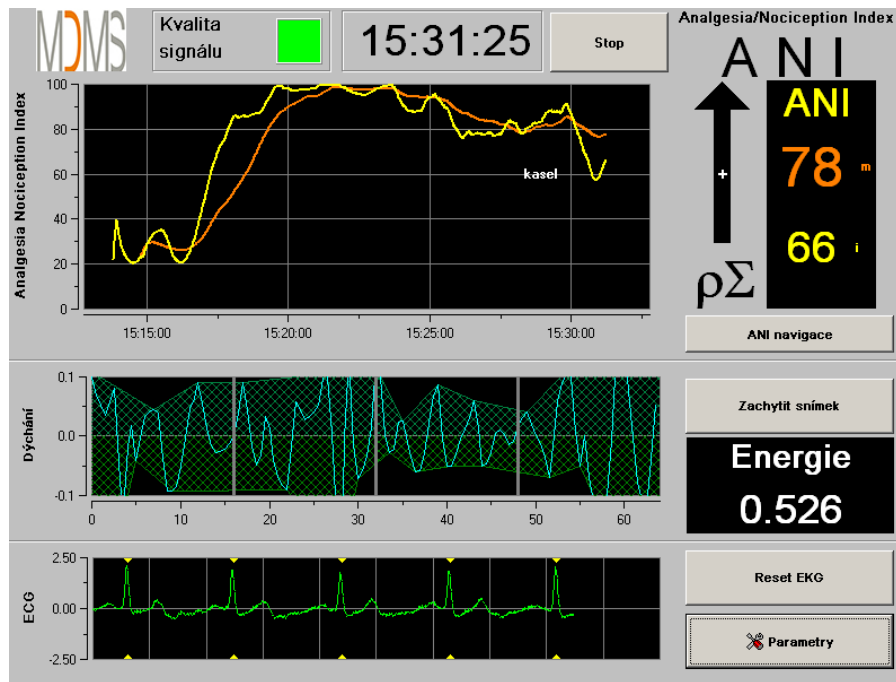 MDMS
Kvalita
signálu
15:31:25
Stop
Analgesia/Nociception Index
A N I
Analgesia Nociception Index
100
80
60
40
20
0
kasel
15:15:00
15:20:00
15:25:00
15:30:00
+
ρΣ
ANI
78 m
66 i
ANI navigace
Dýchání
0.1
0.0
-0.1
0
10
20
30
40
50
60
Zachytit snímek
Energie
0.526
ECG
2.50
0.00
-2.50
Reset EKG
Parametry